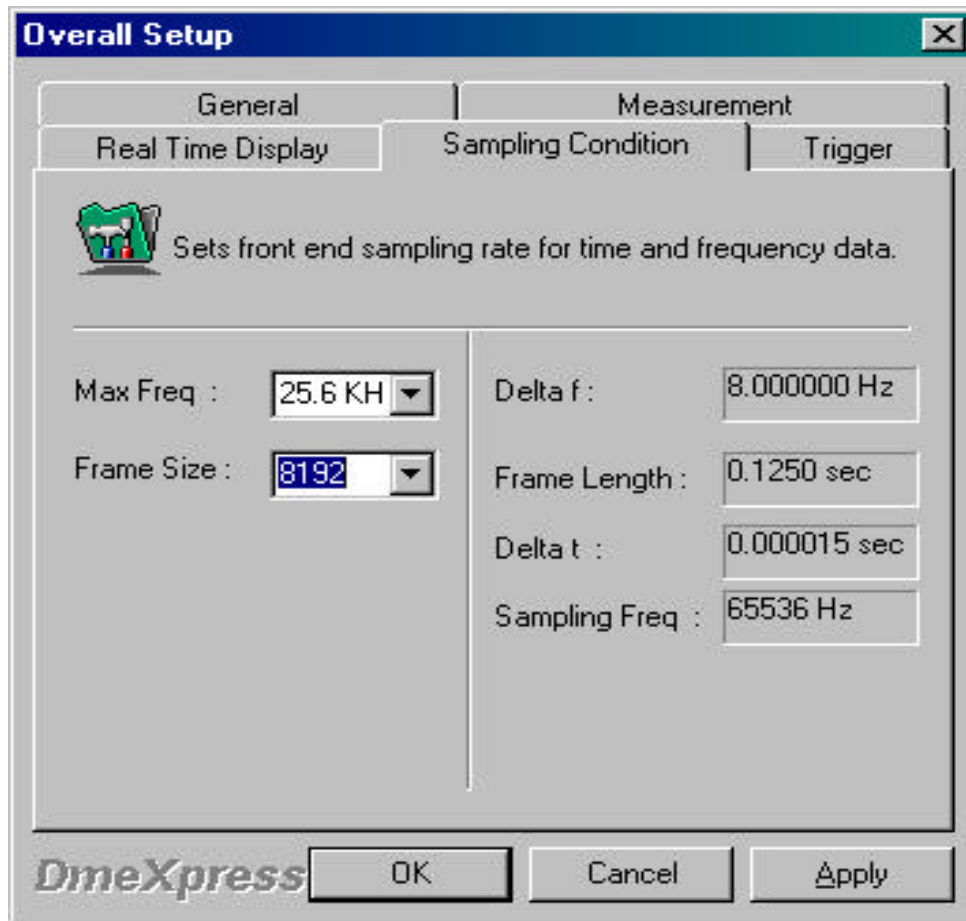 Overall Setup
General
Measurement
Real Time Display
Sampling Condition
Trigger
Sets front end sampling rate for time and frequency data.
Max Freq :
25.6 KH
Frame Size :
8192
Delta f :
8.000000 Hz
Frame Length :
0.1250 sec
Delta t :
0.000015 sec
Sampling Freq :
65536 Hz
DmeXpress
OK
Cancel
Apply